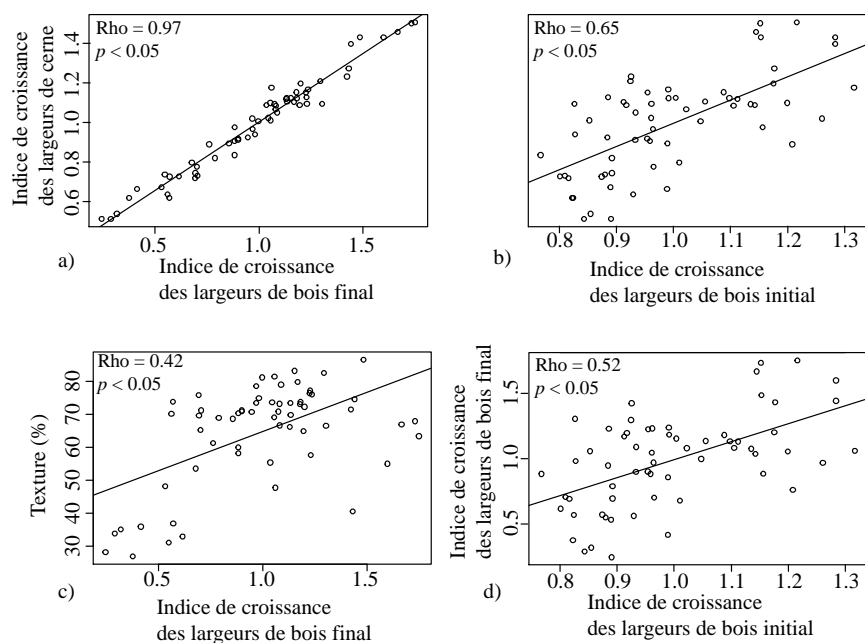 Rho = 0.97
p < 0.05
Indice de croissance
des largeurs de cerne
0.6 0.8 1.0 1.2 1.4
0.5 1.0 1.5
a)
Indice de croissance
des largeurs de bois final
Rho = 0.65
p < 0.05
0.8 0.9 1.0 1.1 1.2 1.3
b)
Indice de croissance
des largeurs de bois initial
Rho = 0.42
p < 0.05
Texture (%)
30 40 50 60 70 80
0.5 1.0 1.5
c)
Indice de croissance
des largeurs de bois final
Rho = 0.52
p < 0.05
Indice de croissance
des largeurs de bois final
0.5 1.0 1.5
0.8 0.9 1.0 1.1 1.2 1.3
d)
Indice de croissance
des largeurs de bois initial